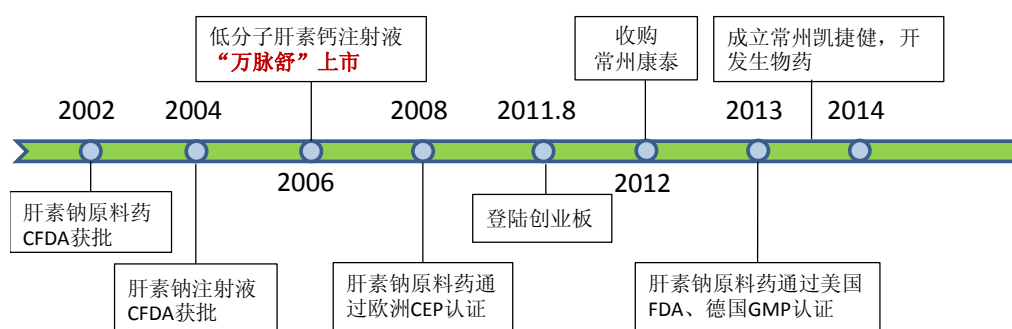 低分子肝素钙注射液
“万脉舒”上市
收购
常州康泰
成立常州凯捷健，开
发生物药
2002
2004
2008
2011.8
2013
2014
2006
2012
肝素钠原料药
CFDA获批
登陆创业板
肝素钠注射液
CFDA获批
肝素钠原料药通
过欧洲CEP认证
肝素钠原料药通过美国
FDA、德国GMP认证